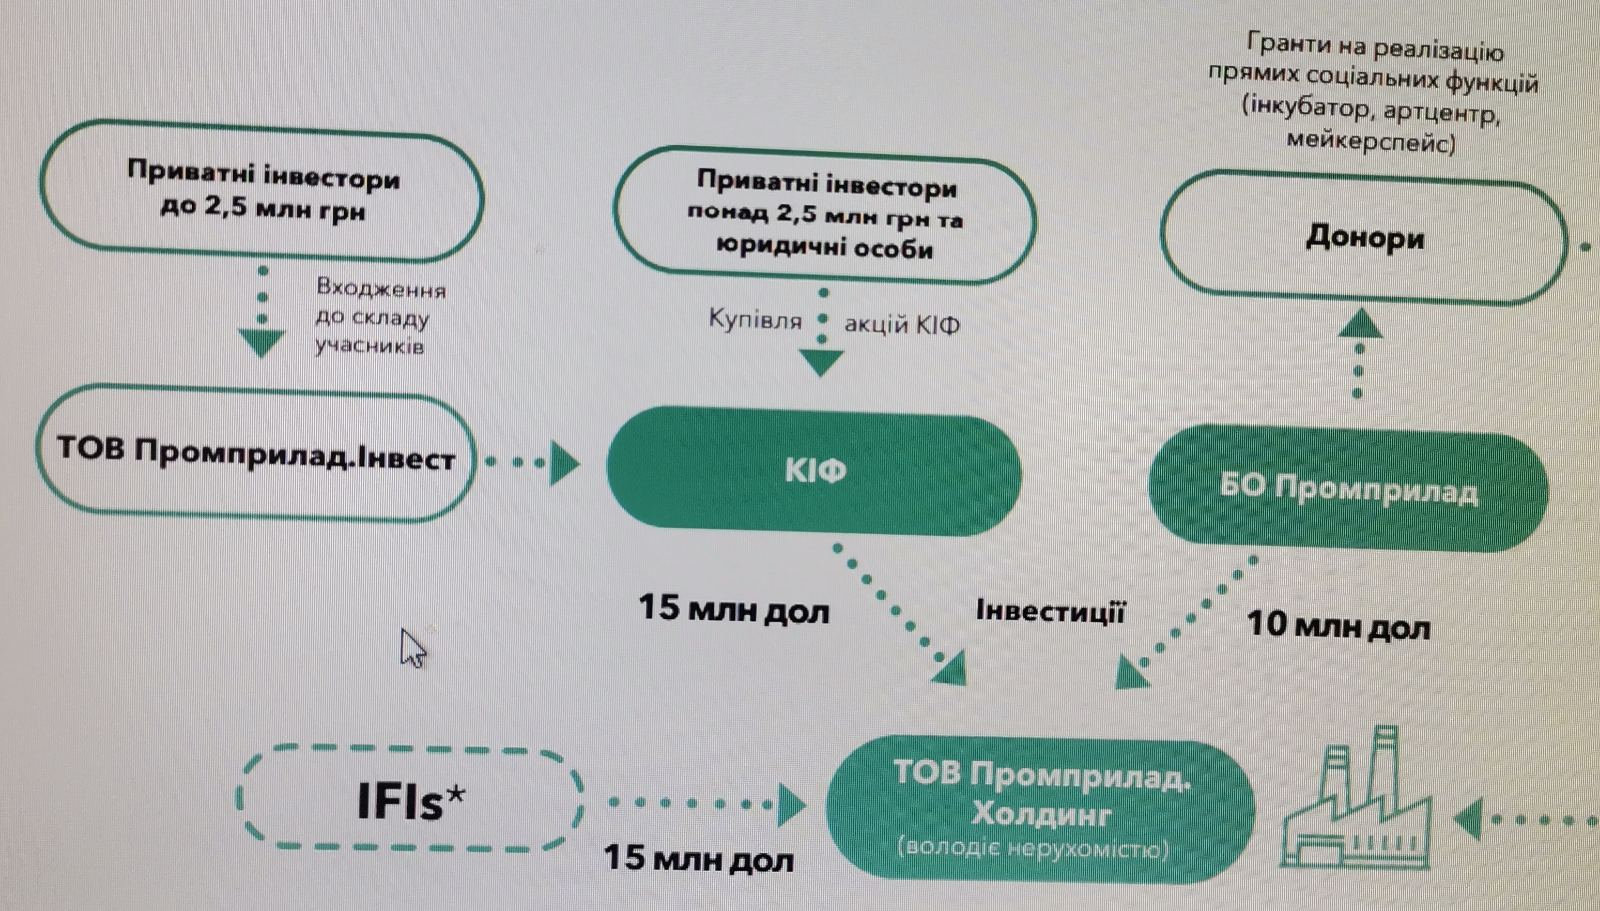 Гранти на реалізацію
прямих соціальних функцій
(інкубатор, артцентр,
мейкерспейс)
Приватні інвестори
до 2,5 млн грн
Приватні інвестори
понад 2,5 млн грн та
юридичні особи
Донори
Входження
до складу
учасників
Купівля акцій КІФ
ТОВ Промприлад.Інвест
КІФ
БО Промприлад
15 млн дол
Інвестиції
10 млн дол
IFIs*
15 млн дол
ТОВ Промприлад.
Холдинг
(володіє нерухомістю)